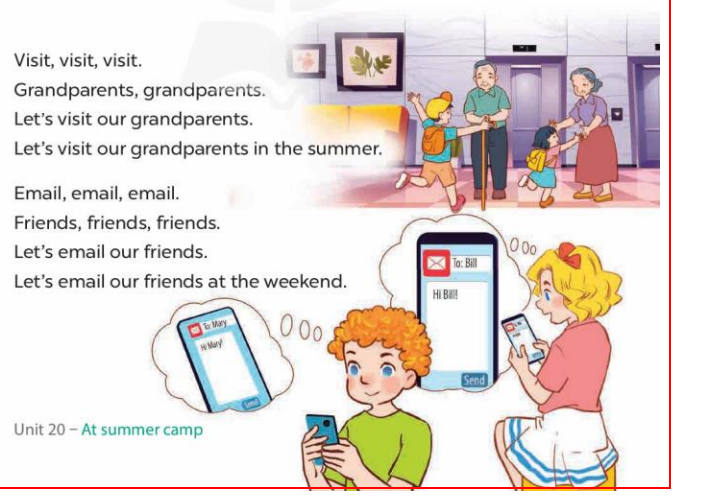 Visit, visit, visit.
Grandparents, grandparents.
Let's visit our grandparents.
Let's visit our grandparents in the summer.
Email, email, email.
Friends, friends, friends.
Let's email our friends.
Let's email our friends at the weekend.
To: Bill
Hi Bill!
Send
To: Mary
Hi Mary!
Send
Unit 20 – At summer camp